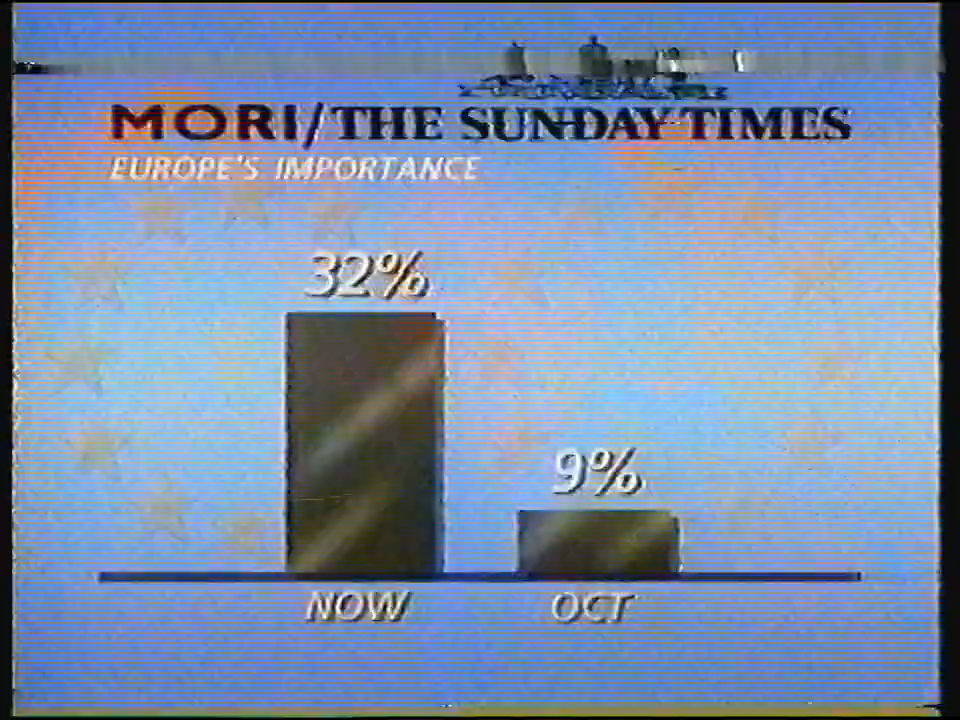 MORI/THE SUNDAY TIMES
EUROPE'S IMPORTANCE
32%
9%
NOW
OCT